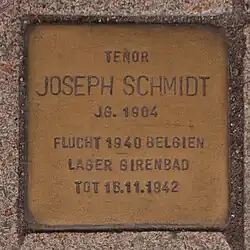 TENOR
JOSEPH SCHMIDT
JG. 1904
FLUCHT 1940 BELGIEN
LAGER GIRENBAD
TOT 16.11.1942